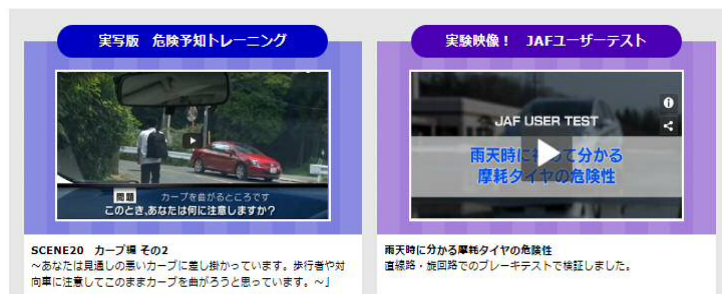 実写版 危険予知トレーニング
問題 カーブを曲がるところです
このとき、あなたは何に注意しますか?
SCENE20 カーブ編 その2
~あなたは見通しの悪いカーブに差し掛かっています。歩行者や対
向車に注意してこのままカーブを曲がろうと思っています。~」
実験映像! JAFユーザーテスト
JAF USER TEST
雨天時に て分かる
摩耗タイヤの危険性
雨天時に分かる摩耗タイヤの危険性
直線路・旋回路でのブレーキテストで検証しました。